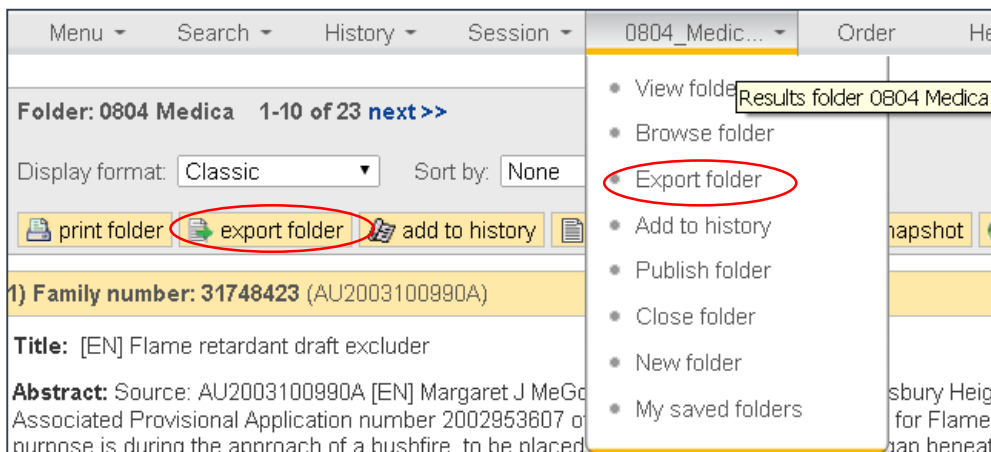 Menu Search History Session 0804_Medic... Order
View folde
Results folder 0804 Medica
Folder: 0804 Medica 1-10 of 23 next>>
Browse folder
Display format: Classic Sort by: None
Export folder
print folder export folder add to history napshot
Add to history
Publish folder
1) Family number: 31748423 (AU2003100990A)
Close folder
Title: [EN] Flame retardant draft excluder
New folder
Abstract: Source: AU2003100990A [EN] Margaret J sbury Heig
My saved folders
Associated Provisional Application number 2002953607 for Flame
purpose is during the approach of a bushfire, to be placed gap beneat